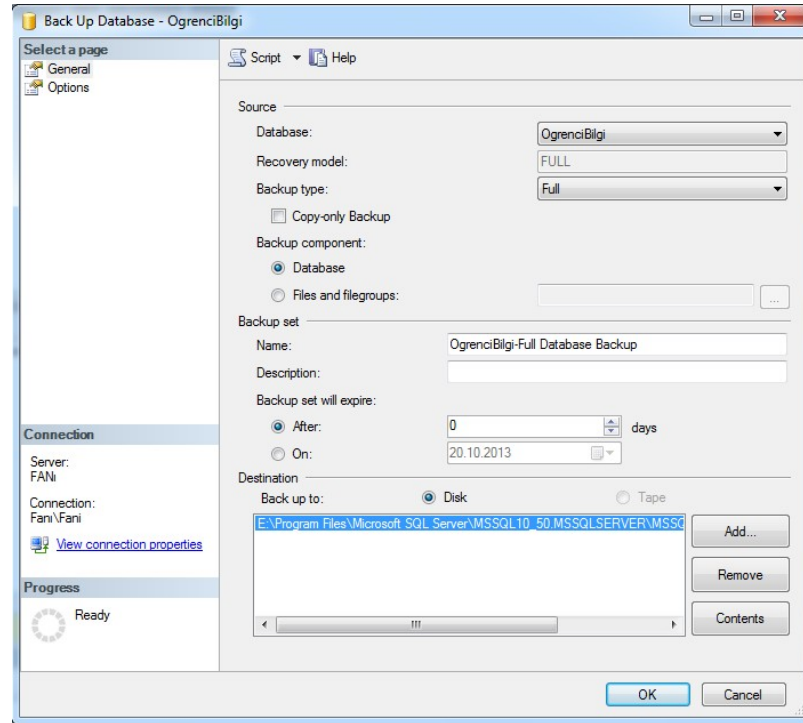 Back Up Database - OgrenciBilgi
Select a page
General
Options
Script
Help
Source
Database:
OgrenciBilgi
Recovery model:
FULL
Backup type:
Full
Copy-only Backup
Backup component:
Database
Files and filegroups:
...
Backup set
Name:
OgrenciBilgi-Full Database Backup
Description:
Backup set will expire:
After:
0
days
On:
20.10.2013
Destination
Back up to:
Disk
Tape
E:\Program Files\Microsoft SQL Server\MSSQL10_50.MSSQLSERVER\MSSQ
Add...
Remove
Contents
Connection
Server:
FANı
Connection:
Fanı\Fani
View connection properties
Progress
Ready
OK
Cancel